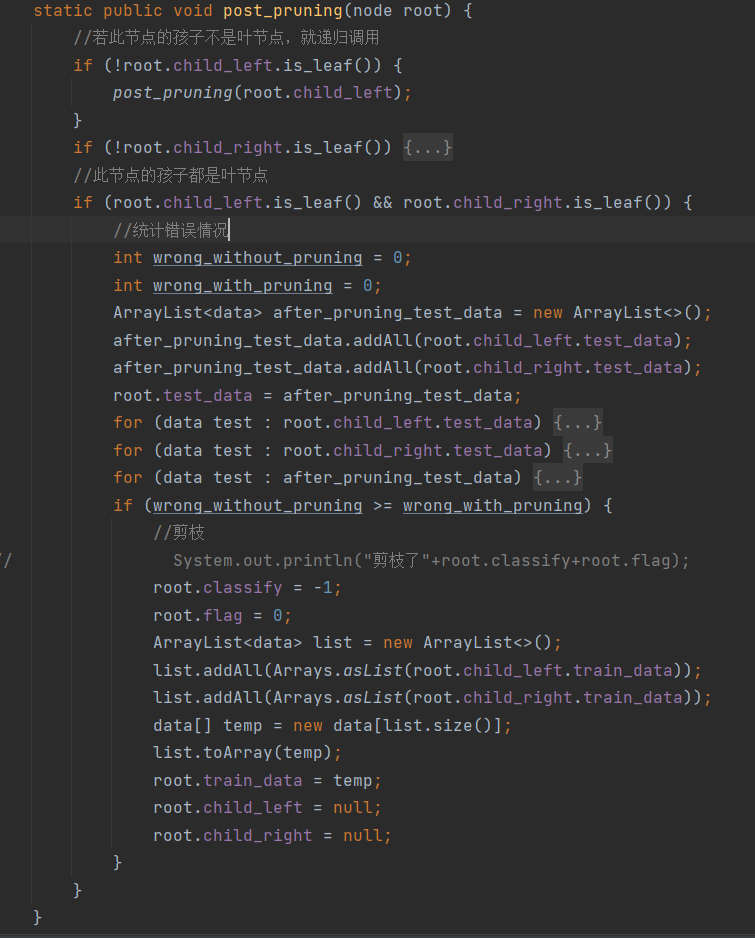 static public void post_pruning(node root) {
    //若此节点的孩子不是叶节点，就递归调用
    if (!root.child_left.is_leaf()) {
        post_pruning(root.child_left);
    }
    if (!root.child_right.is_leaf()) {...}
    //此节点的孩子都是叶节点
    if (root.child_left.is_leaf() && root.child_right.is_leaf()) {
        //统计错误情况
        int wrong_without_pruning = 0;
        int wrong_with_pruning = 0;
        ArrayList<data> after_pruning_test_data = new ArrayList<>();
        after_pruning_test_data.addAll(root.child_left.test_data);
        after_pruning_test_data.addAll(root.child_right.test_data);
        root.test_data = after_pruning_test_data;
        for (data test : root.child_left.test_data) {...}
        for (data test : root.child_right.test_data) {...}
        for (data test : after_pruning_test_data) {...}
        if (wrong_without_pruning >= wrong_with_pruning) {
            //剪枝
//              System.out.println("剪枝了"+root.classify+root.flag);
            root.classify = -1;
            root.flag = 0;
            ArrayList<data> list = new ArrayList<>();
            list.addAll(Arrays.asList(root.child_left.train_data));
            list.addAll(Arrays.asList(root.child_right.train_data));
            data[] temp = new data[list.size()];
            list.toArray(temp);
            root.train_data = temp;
            root.child_left = null;
            root.child_right = null;
        }
    }
}